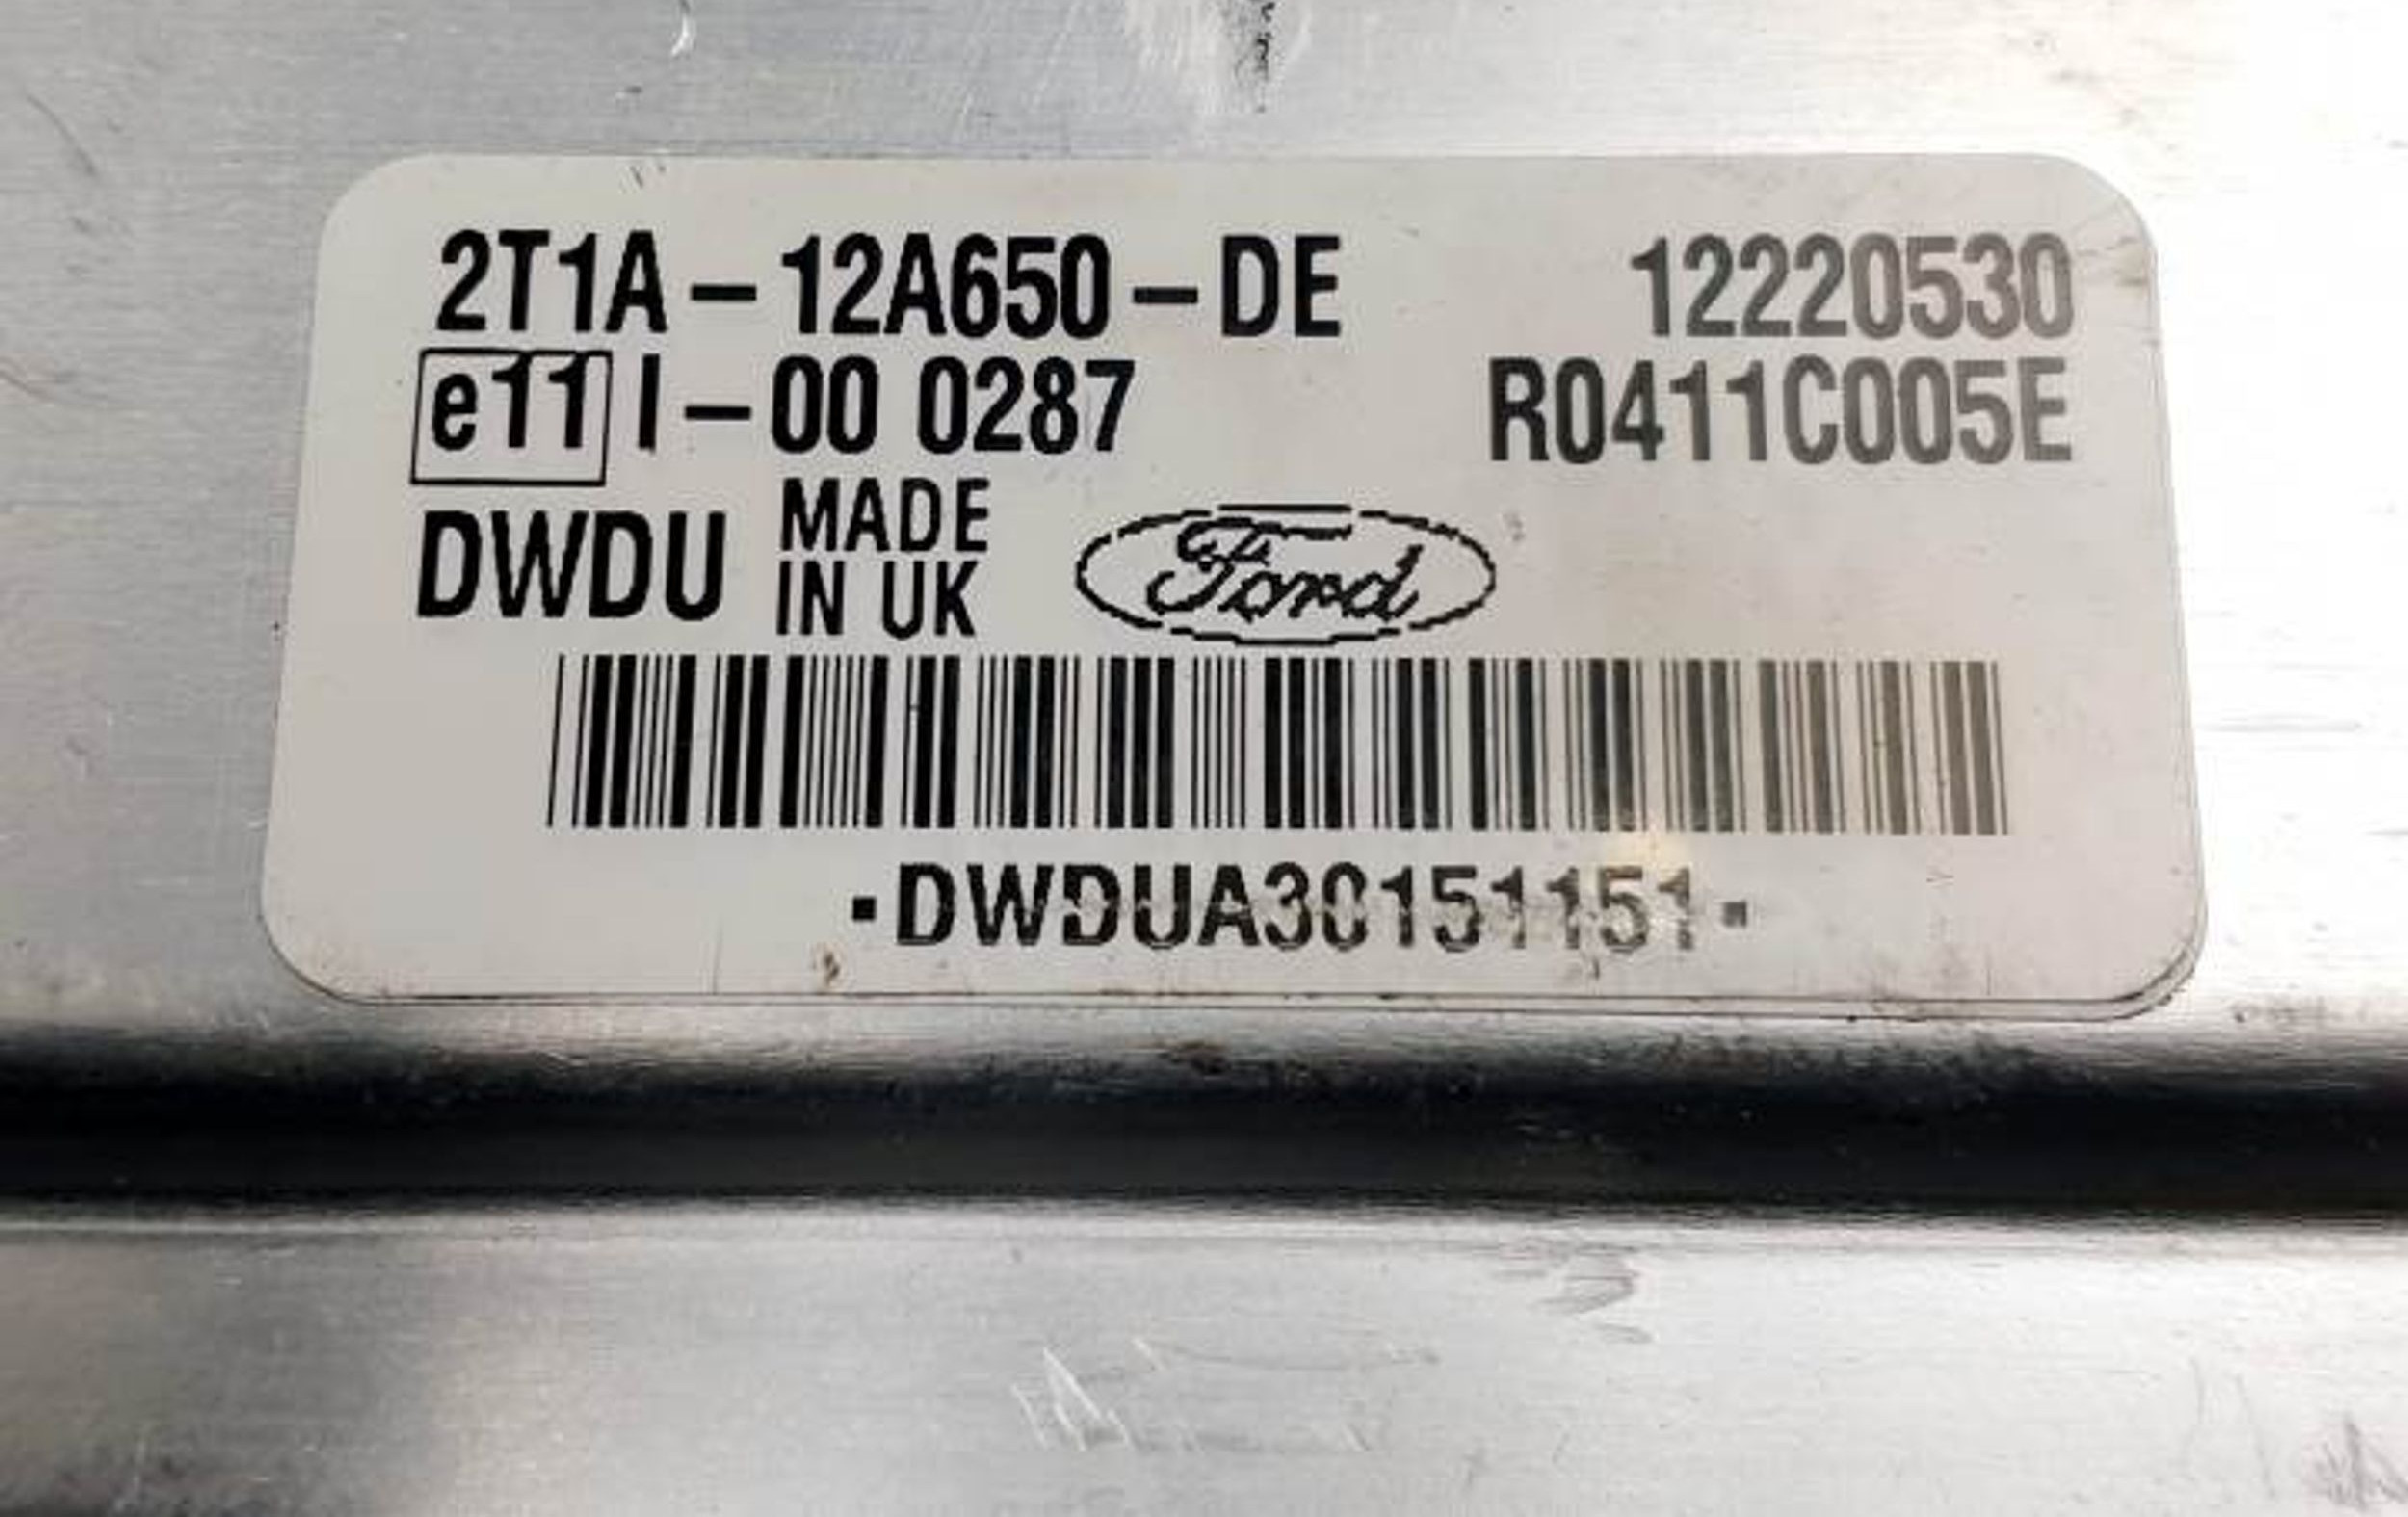 2T1A-12A650-DE 12220530
e11 I-00 0287 R0411C005E
DWDU MADE IN UK Ford
-DWDUA30151151-